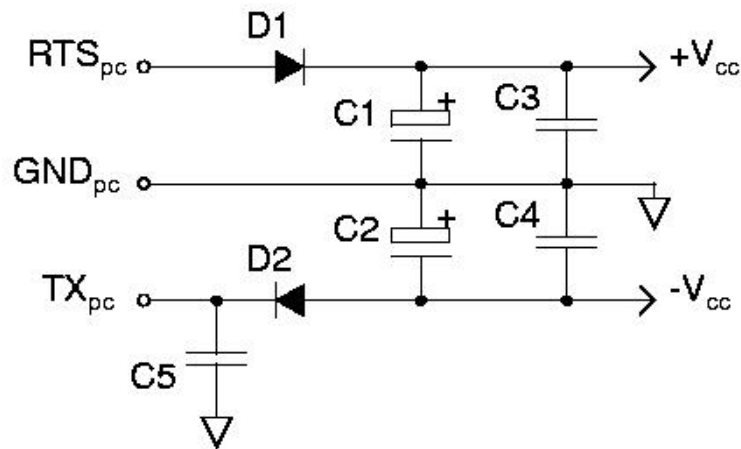 D1
RTSpc
+Vcc
C1
+
C3
GNDpc
C2
+
C4
D2
TXpc
-Vcc
C5